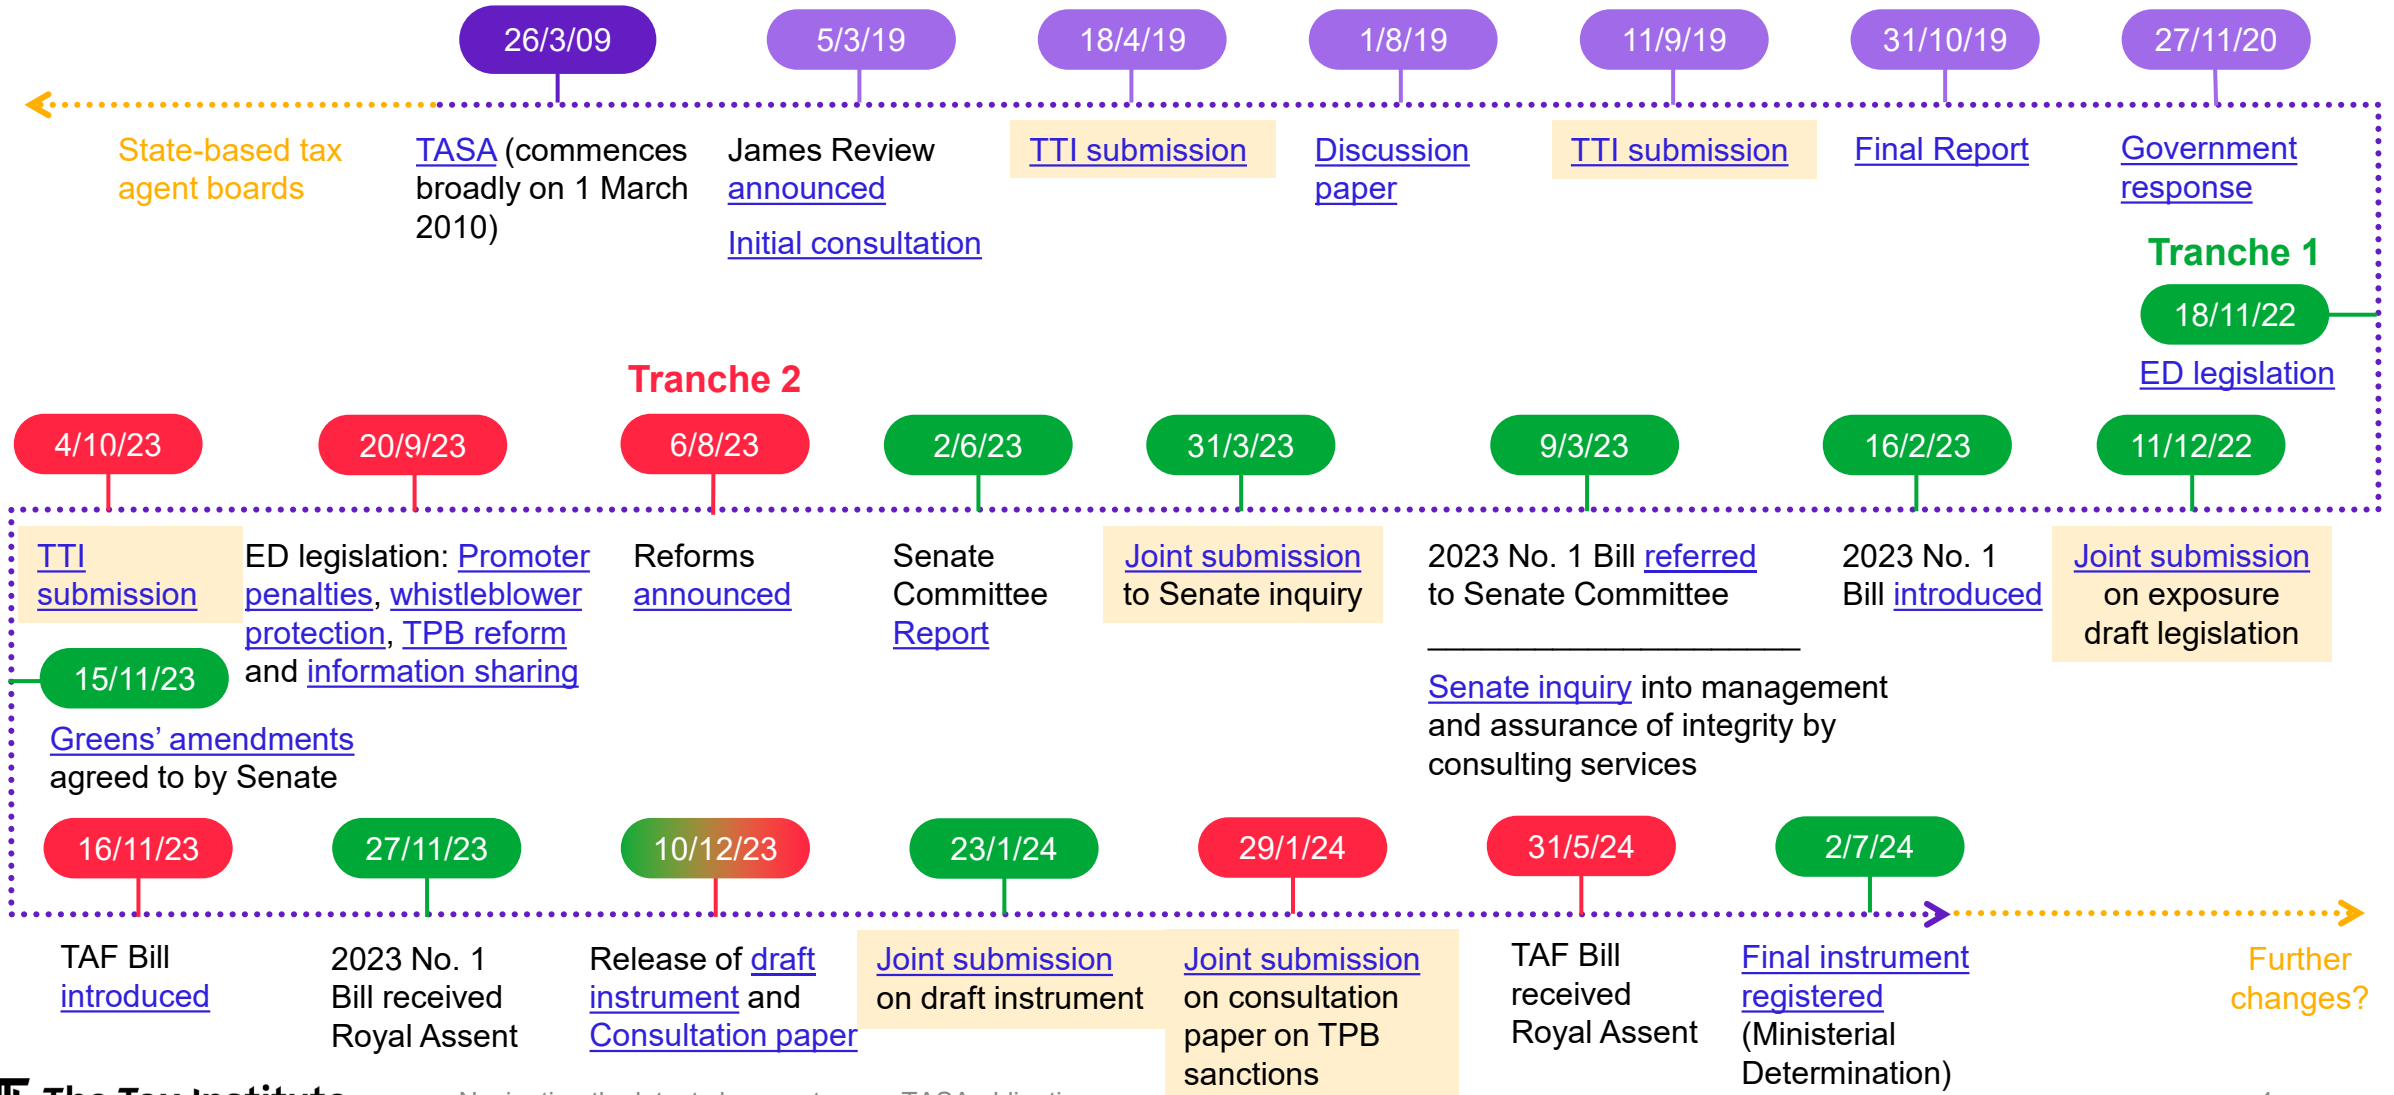 26/3/09
5/3/19
18/4/19
1/8/19
11/9/19
31/10/19
27/11/20
State-based tax
agent boards
TASA (commences
broadly on 1 March
2010)
James Review
announced
Initial consultation
TTI submission
Discussion
paper
TTI submission
Final Report
Government
response
Tranche 1
18/11/22
ED legislation
11/12/22
Joint submission
on exposure
draft legislation
16/2/23
2023 No. 1
Bill introduced
9/3/23
2023 No. 1 Bill referred
to Senate Committee
Senate inquiry into management
and assurance of integrity by
consulting services
31/3/23
Joint submission
to Senate inquiry
2/6/23
Senate
Committee
Report
Tranche 2
6/8/23
Reforms
announced
20/9/23
ED legislation: Promoter
penalties, whistleblower
protection, TPB reform
and information sharing
4/10/23
TTI
submission
15/11/23
Greens’ amendments
agreed to by Senate
16/11/23
TAF Bill
introduced
27/11/23
2023 No. 1
Bill received
Royal Assent
10/12/23
Release of draft
instrument and
Consultation paper
23/1/24
Joint submission
on draft instrument
29/1/24
Joint submission
on consultation
paper on TPB
sanctions
31/5/24
TAF Bill
received
Royal Assent
2/7/24
Final instrument
registered
(Ministerial
Determination)
Further
changes?
The Tax Institute